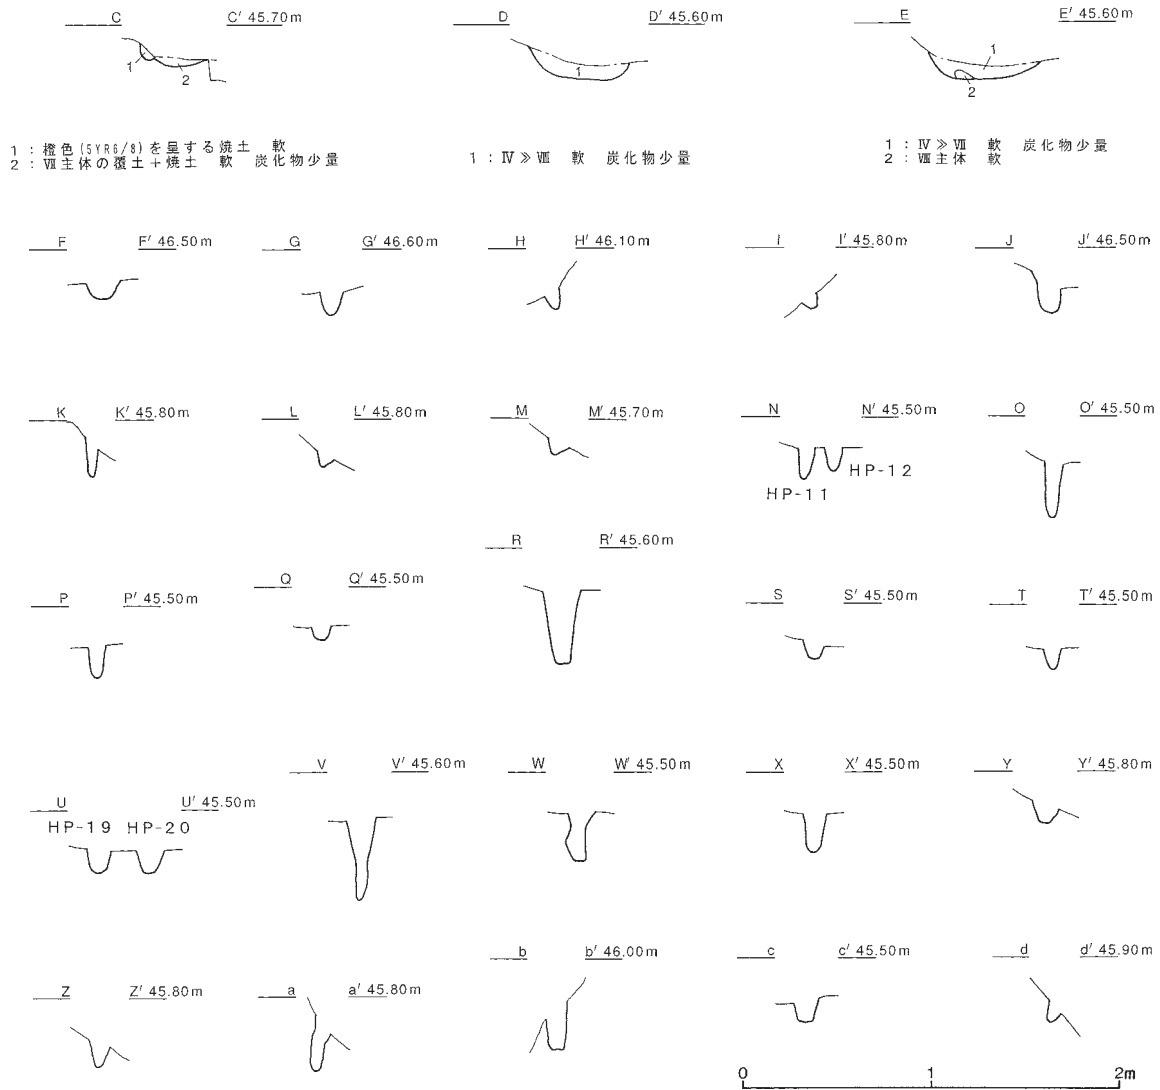 C C′ 45.70m
D D′ 45.60m
E E′ 45.60m
1
2
1
1
2
1 : 橙色(5YR6/8)を呈する焼土 軟
2 : Ⅶ主体の覆土+焼土 軟 炭化物少量
1 : Ⅳ≫Ⅶ 軟 炭化物少量
1 : Ⅳ≫Ⅶ 軟 炭化物少量
2 : Ⅶ主体 軟
F F′ 46.50m
G G′ 46.60m
H H′ 46.10m
I I′ 45.80m
J J′ 46.50m
K K′ 45.80m
L L′ 45.80m
M M′ 45.70m
N N′ 45.50m
O O′ 45.50m
HP-11
HP-12
P P′ 45.50m
Q Q′ 45.50m
R R′ 45.60m
S S′ 45.50m
T T′ 45.50m
U U′ 45.50m
HP-19 HP-20
V V′ 45.60m
W W′ 45.50m
X X′ 45.50m
Y Y′ 45.80m
Z Z′ 45.80m
a a′ 45.80m
b b′ 46.00m
c c′ 45.50m
d d′ 45.90m
0 1 2m